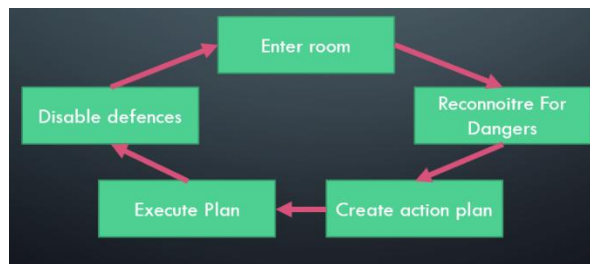 Enter room
Reconnoitre For
Dangers
Create action plan
Execute Plan
Disable defences